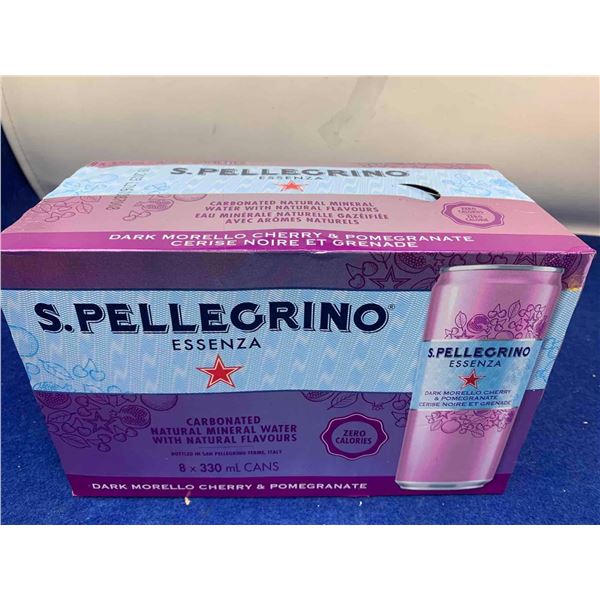 S.PELLEGRINO
ESSENZA
CARBONATED NATURAL MINERAL
WATER WITH NATURAL FLAVOURS
EAU MINÉRALE NATURELLE GAZÉIFIÉE
AVEC ARÔMES NATURELS
ZERO
CALORIES
ZÉRO
CALORIE
DARK MORELLO CHERRY & POMEGRANATE
CERISE NOIRE ET GRENADE
S.PELLEGRINO®
ESSENZA
CARBONATED
NATURAL MINERAL WATER
WITH NATURAL FLAVOURS
BOTTLED IN SAN PELLEGRINO TERME, ITALY
8 x 330 mL CANS
ZERO
CALORIES
DARK MORELLO CHERRY & POMEGRANATE
S.PELLEGRINO
ESSENZA
DARK MORELLO CHERRY
& POMEGRANATE
CERISE NOIRE ET GRENADE